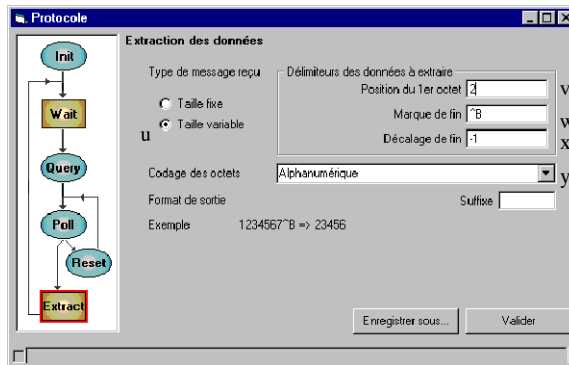 Protocole
Extraction des données
Init
Type de message reçu
Délimiteurs des données à extraire
Position du 1er octet 2 v
Taille fixe
Wait
Marque de fin ^B w
Taille variable
u
Décalage de fin -1 x
Query
Codage des octets Alphanumérique y
Format de sortie Suffixe
Poll
Exemple 1234567^B => 23456
Reset
Extract
Enregistrer sous... Valider